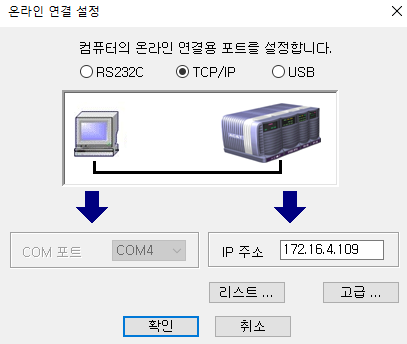 온라인 연결 설정
컴퓨터의 온라인 연결용 포트를 설정합니다.
RS232C TCP/IP USB
COM 포트 COM4 IP 주소 172.16.4.109
리스트 ... 고급 ...
확인 취소